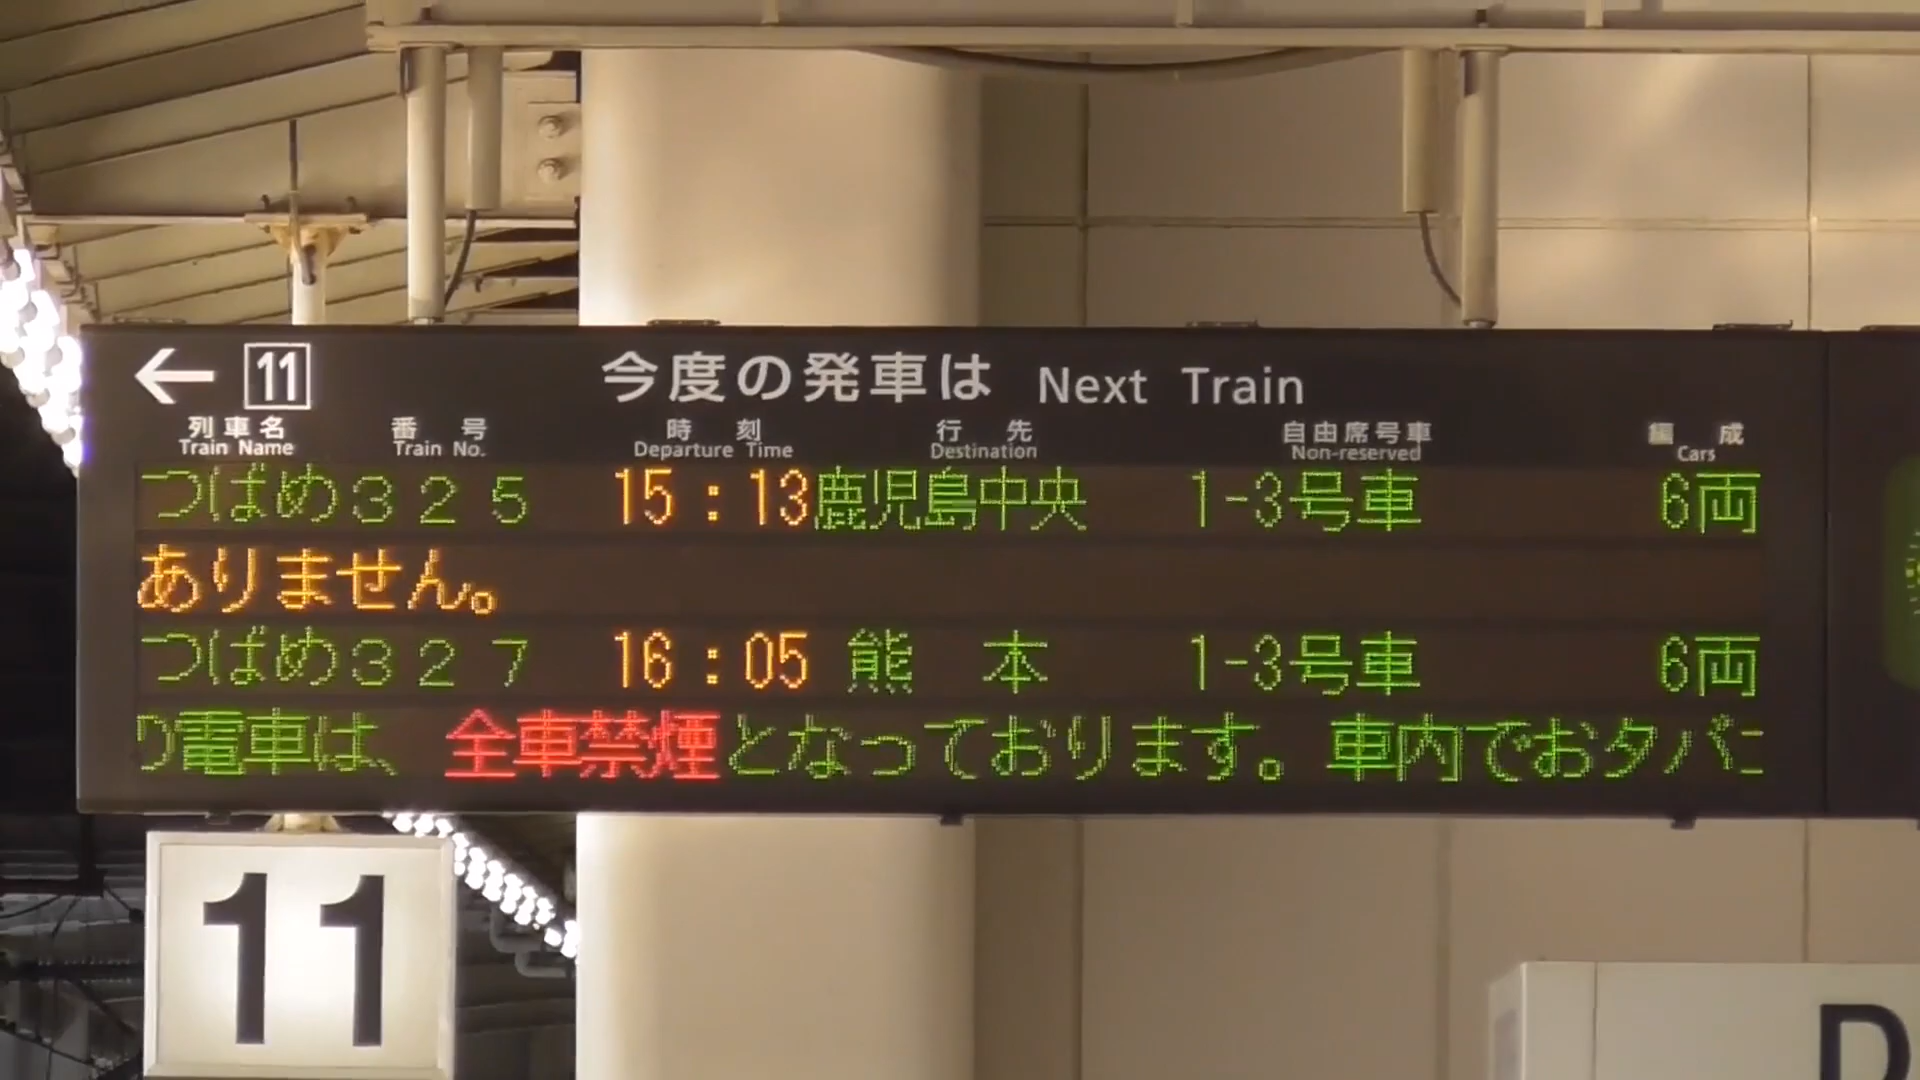 ← 11 今度の発車は Next Train
列車名 番号 時刻 行先 自由席号車 編成
Train Name Train No. Departure Time Destination Non-reserved Cars
つばめ325 15:13 鹿児島中央 1-3号車 6両
ありません。
つばめ327 16:05 熊本 1-3号車 6両
り電車は、全車禁煙となっております。車内でおタバコ
11
D